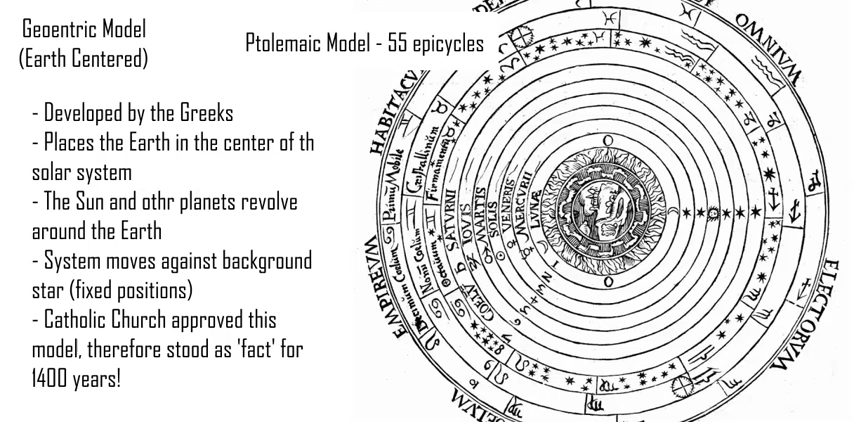 Geoentric Model
(Earth Centered)
Ptolemaic Model - 55 epicycles
- Developed by the Greeks
- Places the Earth in the center of th
solar system
- The Sun and othr planets revolve
around the Earth
- System moves against background
star (fixed positions)
- Catholic Church approved this
model, therefore stood as 'fact' for
1400 years!
HABITACV
EMPIREVM
ELECTORVM
OMNIVM
Primũ Mobile
Firmamentũ
SATVRNI
IOVIS
MARTIS
SOLIS
VENERIS
MERCVRII
LVNÆ
COELV